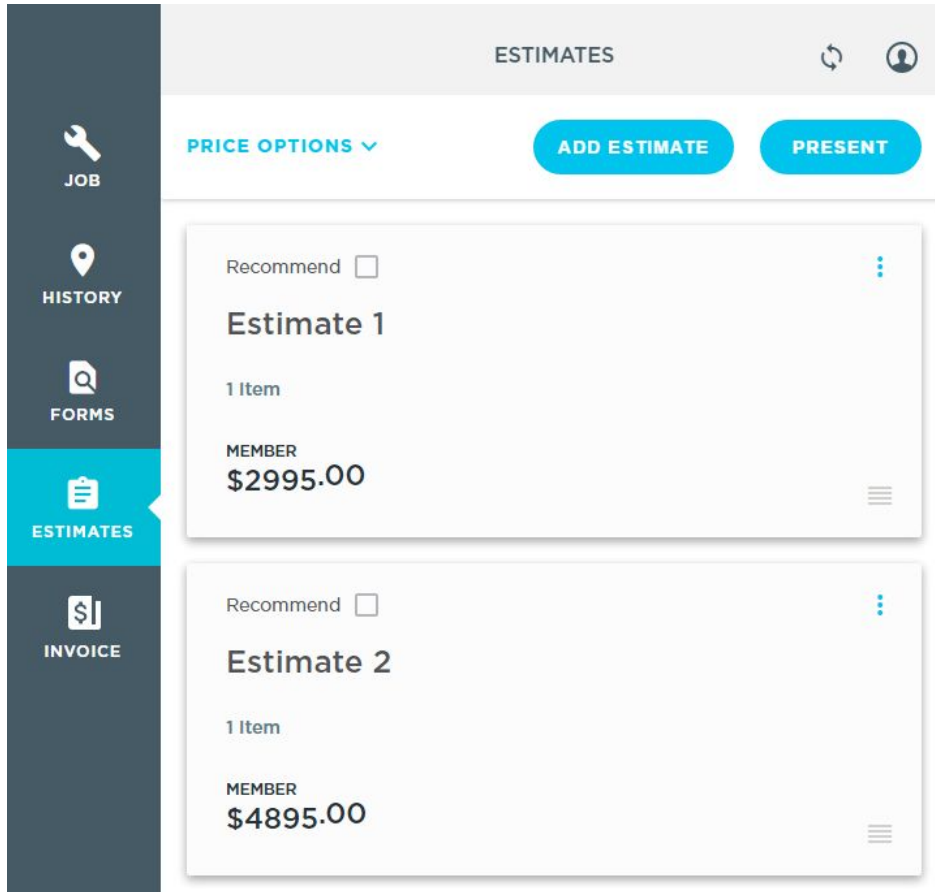 ESTIMATES
JOB
HISTORY
FORMS
ESTIMATES
INVOICE
PRICE OPTIONS
ADD ESTIMATE
PRESENT
Recommend
Estimate 1
1 Item
MEMBER
$2995.00
Recommend
Estimate 2
1 Item
MEMBER
$4895.00